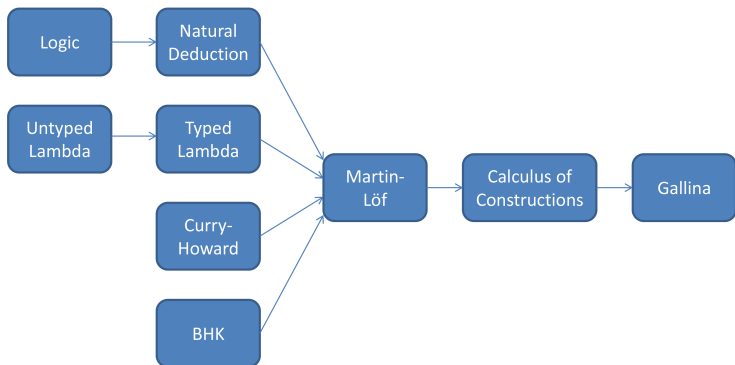 Logic
Natural
Deduction
Untyped
Lambda
Typed
Lambda
Martin-
Löf
Calculus of
Constructions
Gallina
Curry-
Howard
BHK